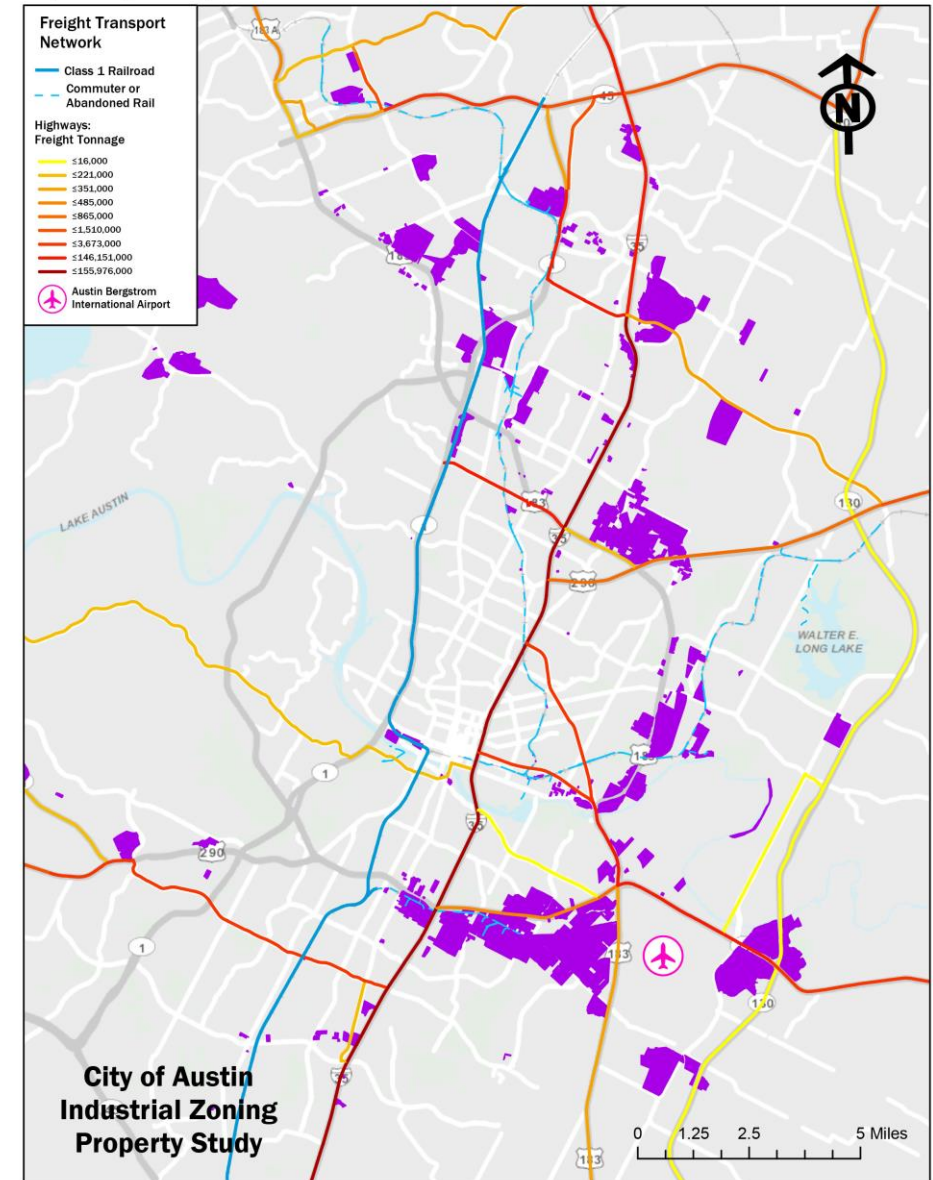 Freight Transport
Network
Class 1 Railroad
Commuter or
Abandoned Rail
Highways:
Freight Tonnage
≤16,000
≤221,000
≤351,000
≤485,000
≤865,000
≤1,510,000
≤3,673,000
≤146,151,000
≤155,976,000
Austin Bergstrom
International Airport
183A
45
N
35
LAKE AUSTIN
183
130
35
290
WALTER E.
LONG LAKE
1
183
35
290
1
183
130
35
City of Austin
Industrial Zoning
Property Study
0 1.25 2.5 5 Miles
183